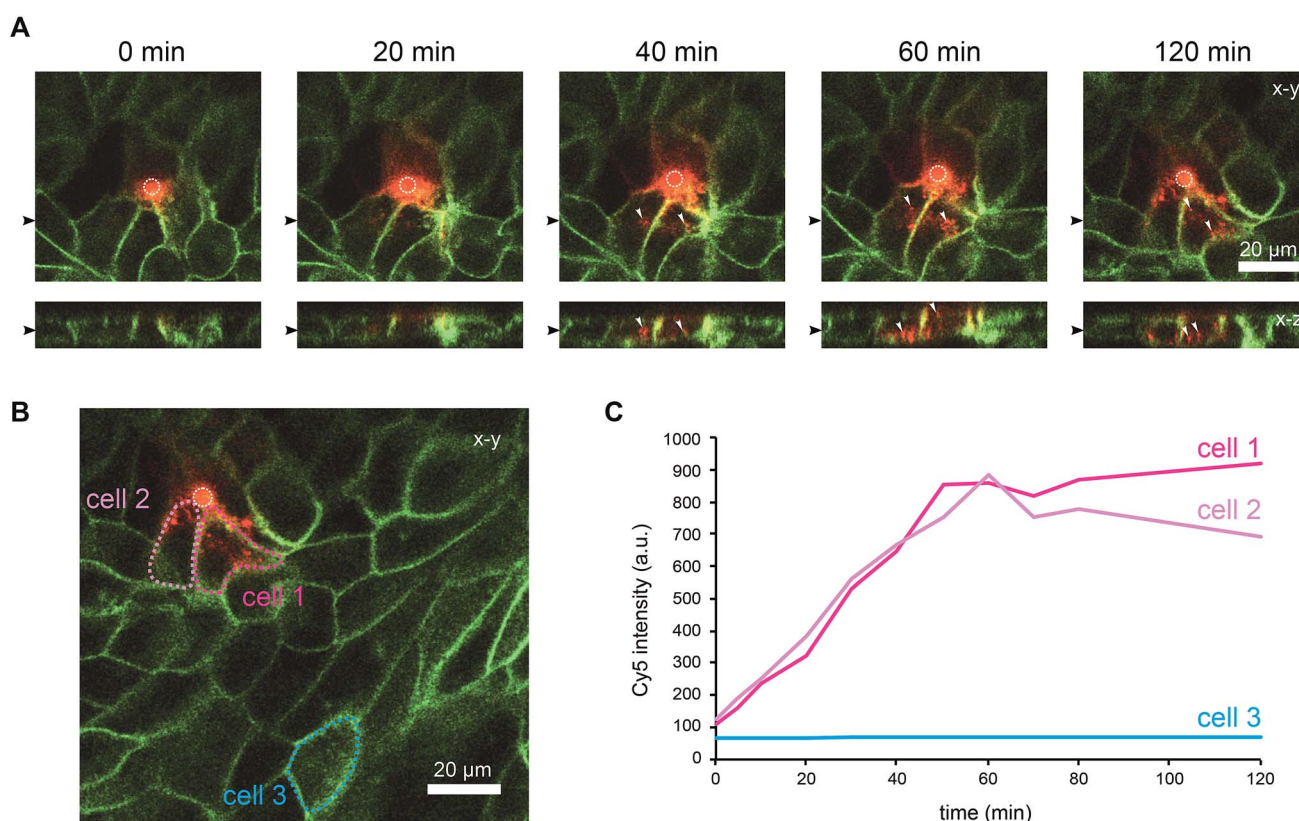 A
0 min
20 min
40 min
60 min
120 min
x-y
20 µm
x-z
B
x-y
cell 2
cell 1
cell 3
20 µm
C
1000
900
800
700
600
500
400
300
200
100
0
Cy5 intensity (a.u.)
cell 1
cell 2
cell 3
0
20
40
60
80
100
120
time (min)